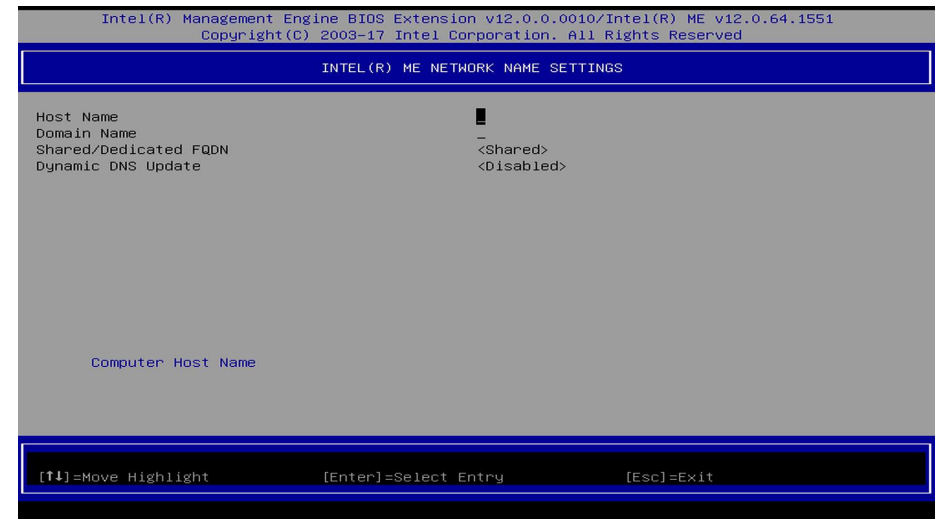 Intel(R) Management Engine BIOS Extension v12.0.0.0010/Intel(R) ME v12.0.64.1551
Copyright(C) 2003-17 Intel Corporation. All Rights Reserved
INTEL(R) ME NETWORK NAME SETTINGS
Host Name _
Domain Name _
Shared/Dedicated FQDN <Shared>
Dynamic DNS Update <Disabled>
Computer Host Name
[↑↓]=Move Highlight [Enter]=Select Entry [Esc]=Exit